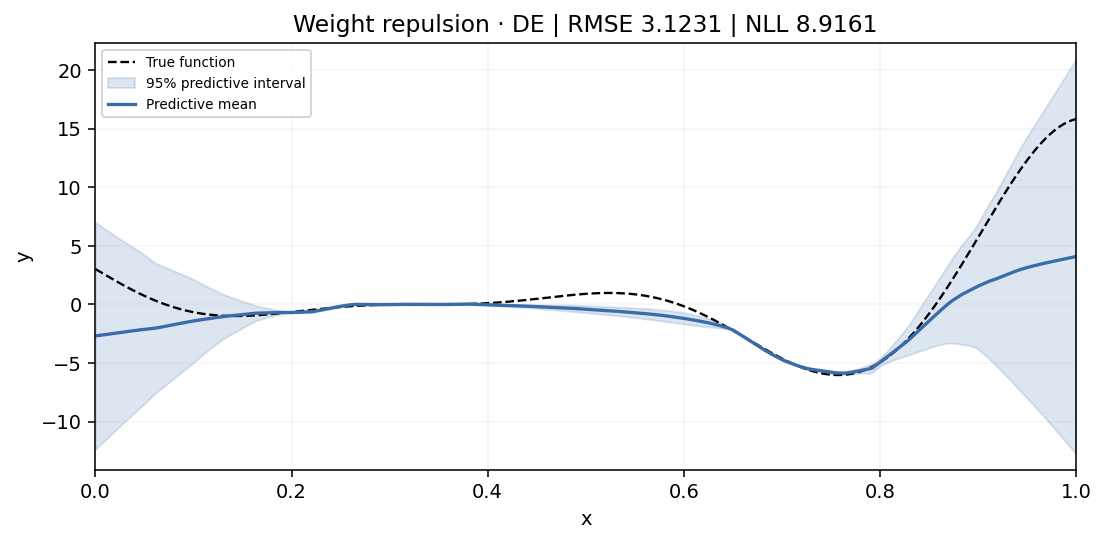 Weight repulsion · DE | RMSE 3.1231 | NLL 8.9161
True function
95% predictive interval
Predictive mean
20
15
10
5
0
−5
−10
y
0.0 0.2 0.4 0.6 0.8 1.0
x